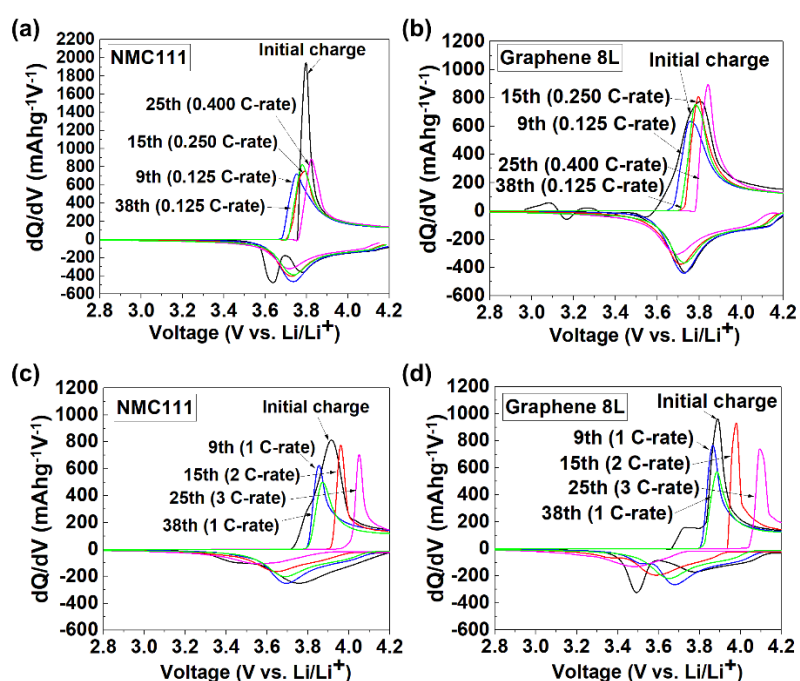 (a)
NMC111
Initial charge
25th (0.400 C-rate)
15th (0.250 C-rate)
9th (0.125 C-rate)
38th (0.125 C-rate)
dQ/dV (mAhg⁻¹V⁻¹)
2200
2000
1800
1600
1400
1200
1000
800
600
400
200
0
-200
-400
-600
2.8 3.0 3.2 3.4 3.6 3.8 4.0 4.2
Voltage (V vs. Li/Li⁺)
(b)
Graphene 8L
Initial charge
15th (0.250 C-rate)
9th (0.125 C-rate)
25th (0.400 C-rate)
38th (0.125 C-rate)
dQ/dV (mAhg⁻¹V⁻¹)
1200
1000
800
600
400
200
0
-200
-400
-600
2.8 3.0 3.2 3.4 3.6 3.8 4.0 4.2
Voltage (V vs. Li/Li⁺)
(c)
NMC111
Initial charge
9th (1 C-rate)
15th (2 C-rate)
25th (3 C-rate)
38th (1 C-rate)
dQ/dV (mAhg⁻¹V⁻¹)
1200
1000
800
600
400
200
0
-200
-400
-600
2.8 3.0 3.2 3.4 3.6 3.8 4.0 4.2
Voltage (V vs. Li/Li⁺)
(d)
Graphene 8L
Initial charge
9th (1 C-rate)
15th (2 C-rate)
25th (3 C-rate)
38th (1 C-rate)
dQ/dV (mAhg⁻¹V⁻¹)
1200
1000
800
600
400
200
0
-200
-400
-600
2.8 3.0 3.2 3.4 3.6 3.8 4.0 4.2
Voltage (V vs. Li/Li⁺)